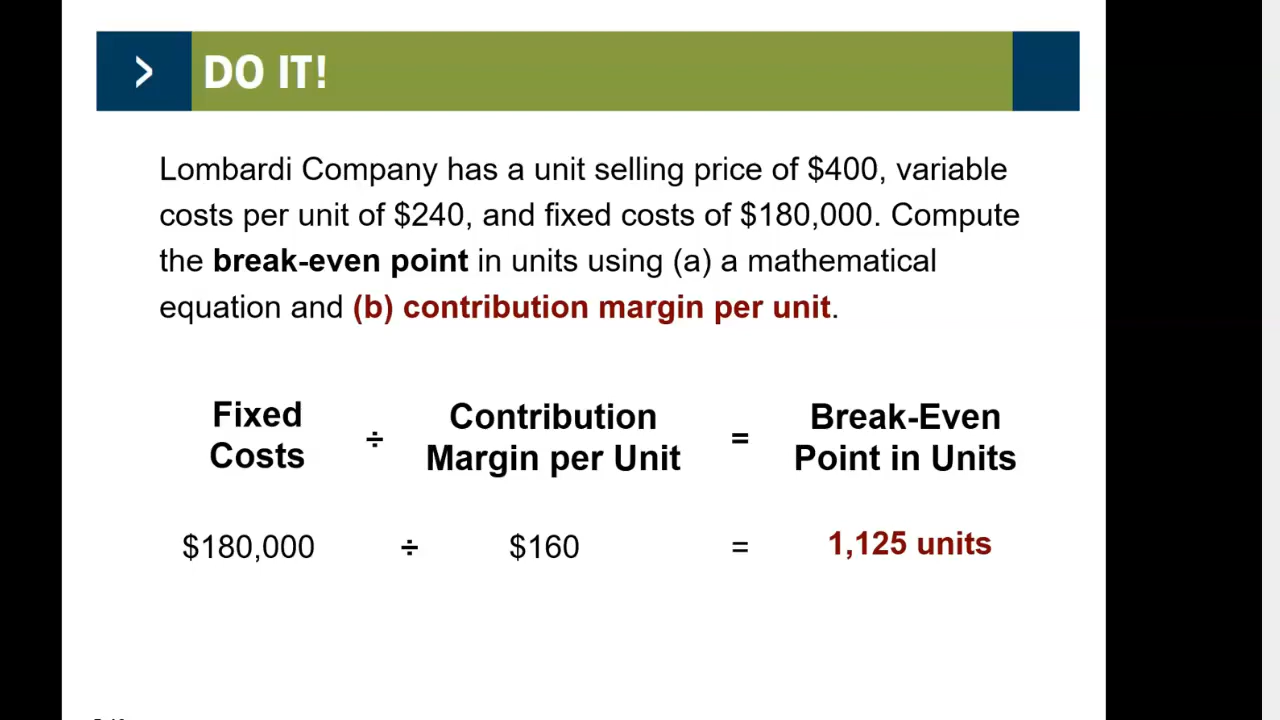 > DO IT!
Lombardi Company has a unit selling price of $400, variable
costs per unit of $240, and fixed costs of $180,000. Compute
the break-even point in units using (a) a mathematical
equation and (b) contribution margin per unit.
Fixed Costs ÷ Contribution Margin per Unit = Break-Even Point in Units
$180,000 ÷ $160 = 1,125 units